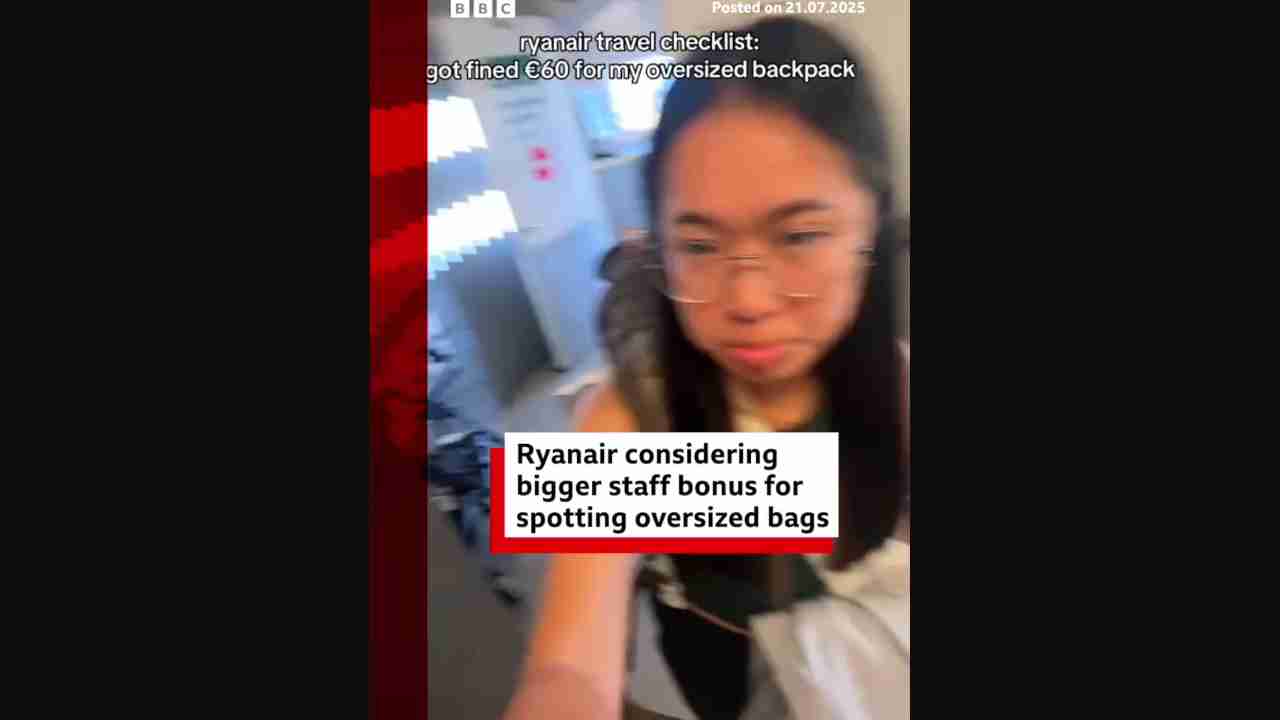 BBC
Posted on 21.07.2025
ryanair travel checklist:
got fined €60 for my oversized backpack
Ryanair considering
bigger staff bonus for
spotting oversized bags